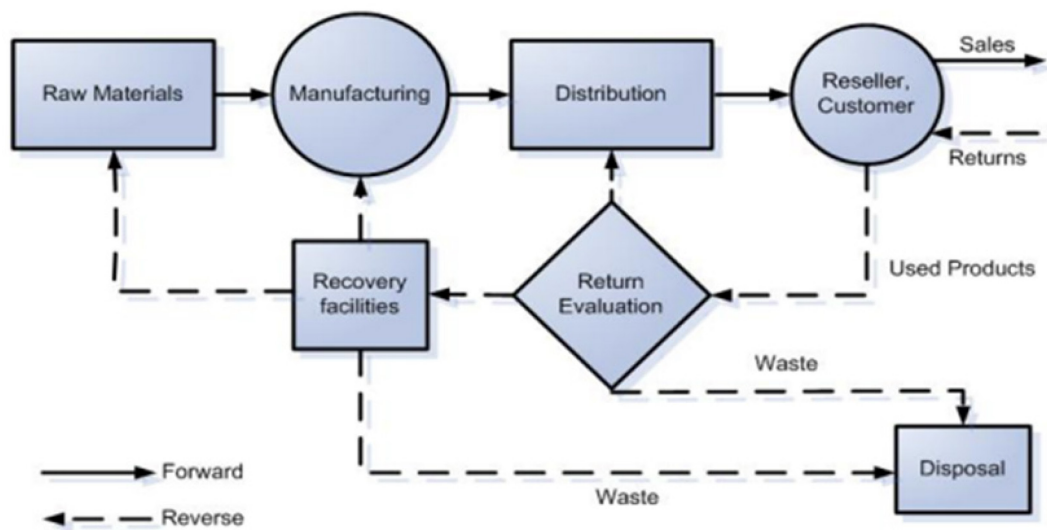 Sales
Raw Materials
Manufacturing
Distribution
Reseller,
Customer
Returns
Used Products
Recovery
facilities
Return
Evaluation
Waste
Forward
Waste
Disposal
Reverse